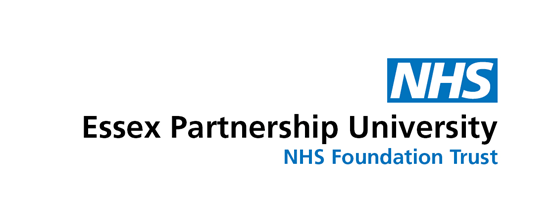 NHS
Essex Partnership University
NHS Foundation Trust